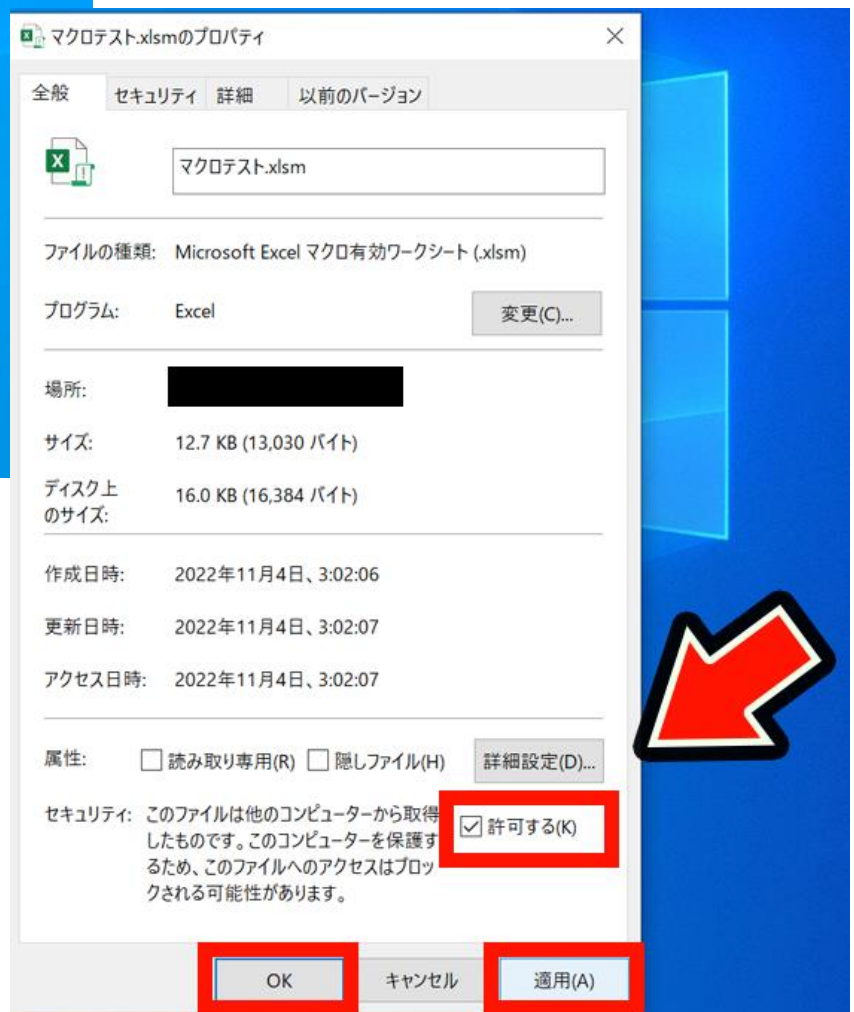 マクロテスト.xlsmのプロパティ
全般 セキュリティ 詳細 以前のバージョン
マクロテスト.xlsm
ファイルの種類: Microsoft Excel マクロ有効ワークシート (.xlsm)
プログラム: Excel 変更(C)...
場所:
サイズ: 12.7 KB (13,030 バイト)
ディスク上
のサイズ: 16.0 KB (16,384 バイト)
作成日時: 2022年11月4日、3:02:06
更新日時: 2022年11月4日、3:02:07
アクセス日時: 2022年11月4日、3:02:07
属性: 読み取り専用(R) 隠しファイル(H) 詳細設定(D)...
セキュリティ: このファイルは他のコンピューターから取得
したものです。このコンピューターを保護す
るため、このファイルへのアクセスはブロッ
クされる可能性があります。
許可する(K)
OK キャンセル 適用(A)